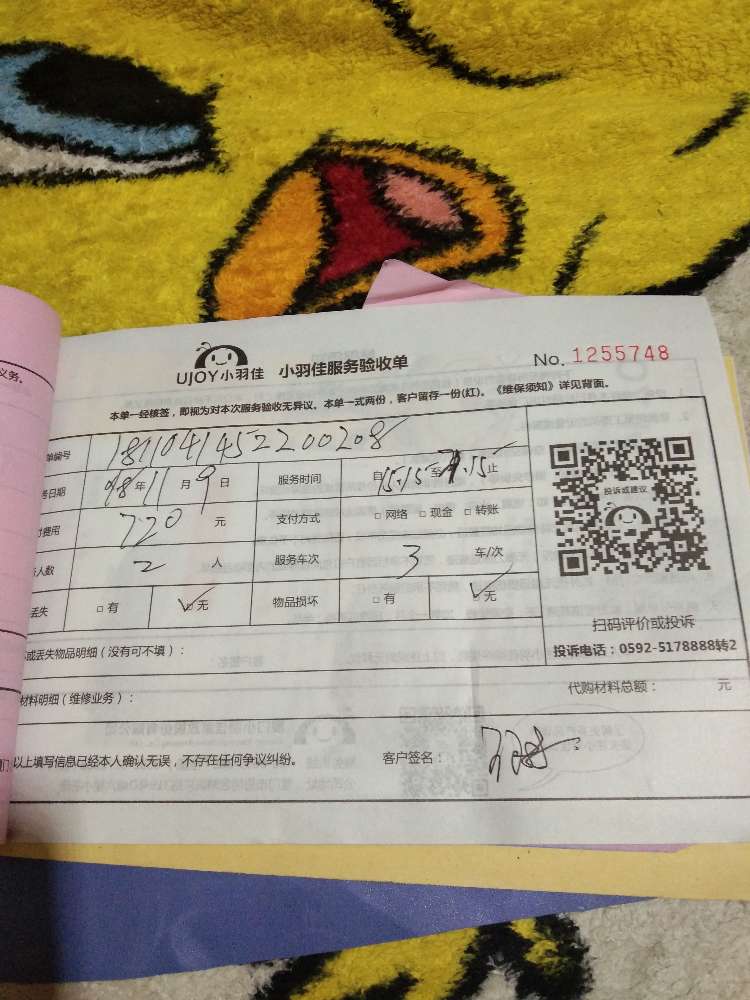 义务。
UJOY小羽佳 小羽佳服务验收单 No. 1255748
本单一经核签,即视为对本次服务验收无异议。本单一式两份,客户留存一份(红)。《维保须知》详见背面。
单编号 1811041452200208
务日期 年 11 月 9 日 服务时间 自 15:15 至 :15 止
费用 720 元 支付方式 □ 网络 □ 现金 □ 转账
人数 2 人 服务车次 3 车/次
丢失 □ 有 ☑ 无 物品损坏 □ 有 ☑ 无
投诉或建议
扫码评价或投诉
投诉电话:0592-5178888转2
或丢失物品明细(没有可不填):
材料明细(维修业务): 代购材料总额: 元
以上填写信息已经本人确认无误,不存在任何争议纠纷。 客户签名: